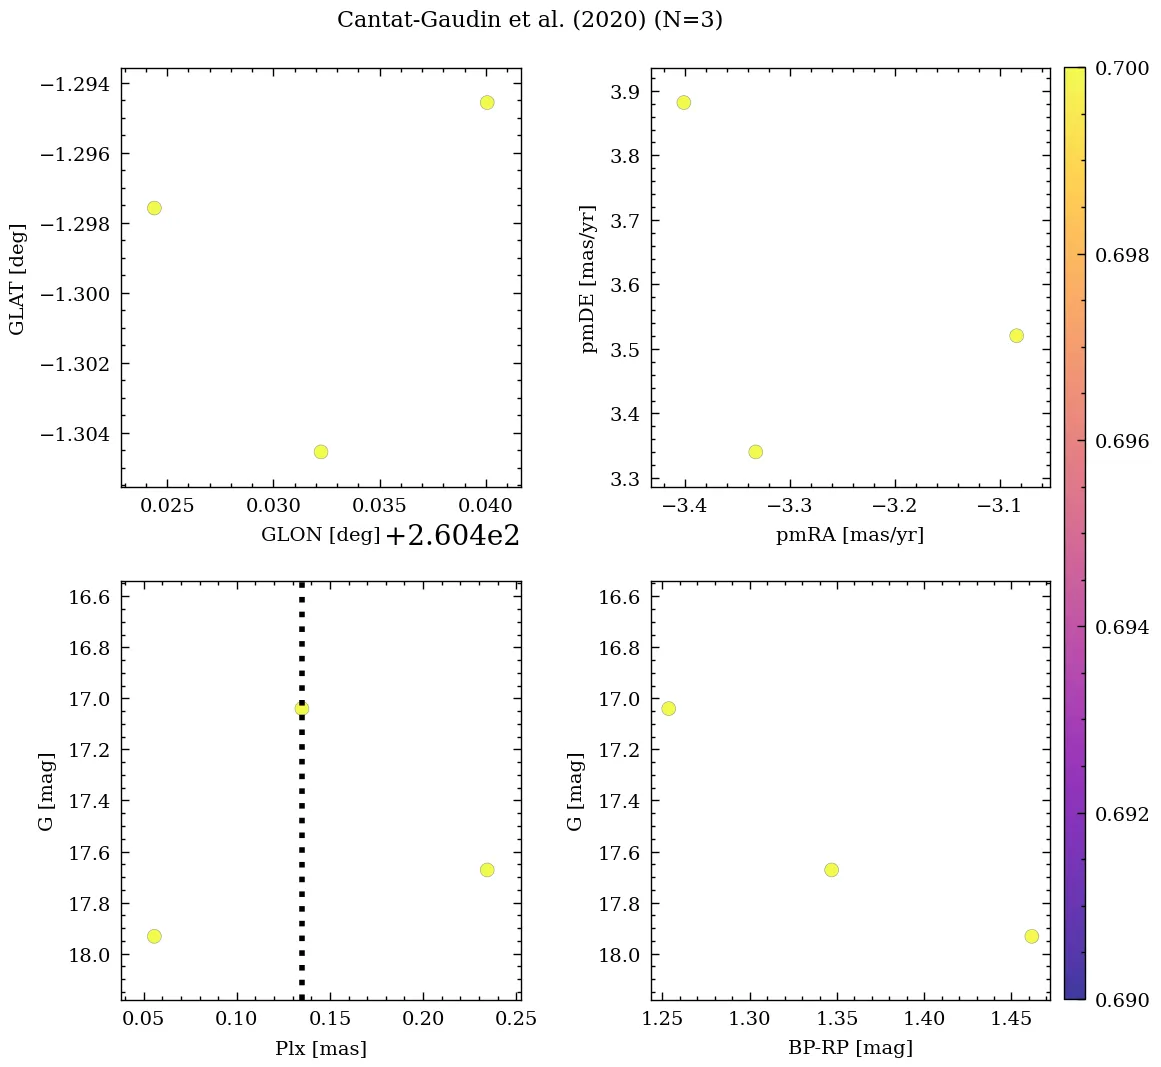 Cantat-Gaudin et al. (2020) (N=3)
−1.294
−1.296
−1.298
−1.300
−1.302
−1.304
GLAT [deg]
0.025 0.030 0.035 0.040
GLON [deg] +2.604e2
3.9
3.8
3.7
3.6
3.5
3.4
3.3
pmDE [mas/yr]
−3.4 −3.3 −3.2 −3.1
pmRA [mas/yr]
16.6
16.8
17.0
17.2
17.4
17.6
17.8
18.0
G [mag]
0.05 0.10 0.15 0.20 0.25
Plx [mas]
16.6
16.8
17.0
17.2
17.4
17.6
17.8
18.0
G [mag]
1.25 1.30 1.35 1.40 1.45
BP-RP [mag]
0.700
0.698
0.696
0.694
0.692
0.690